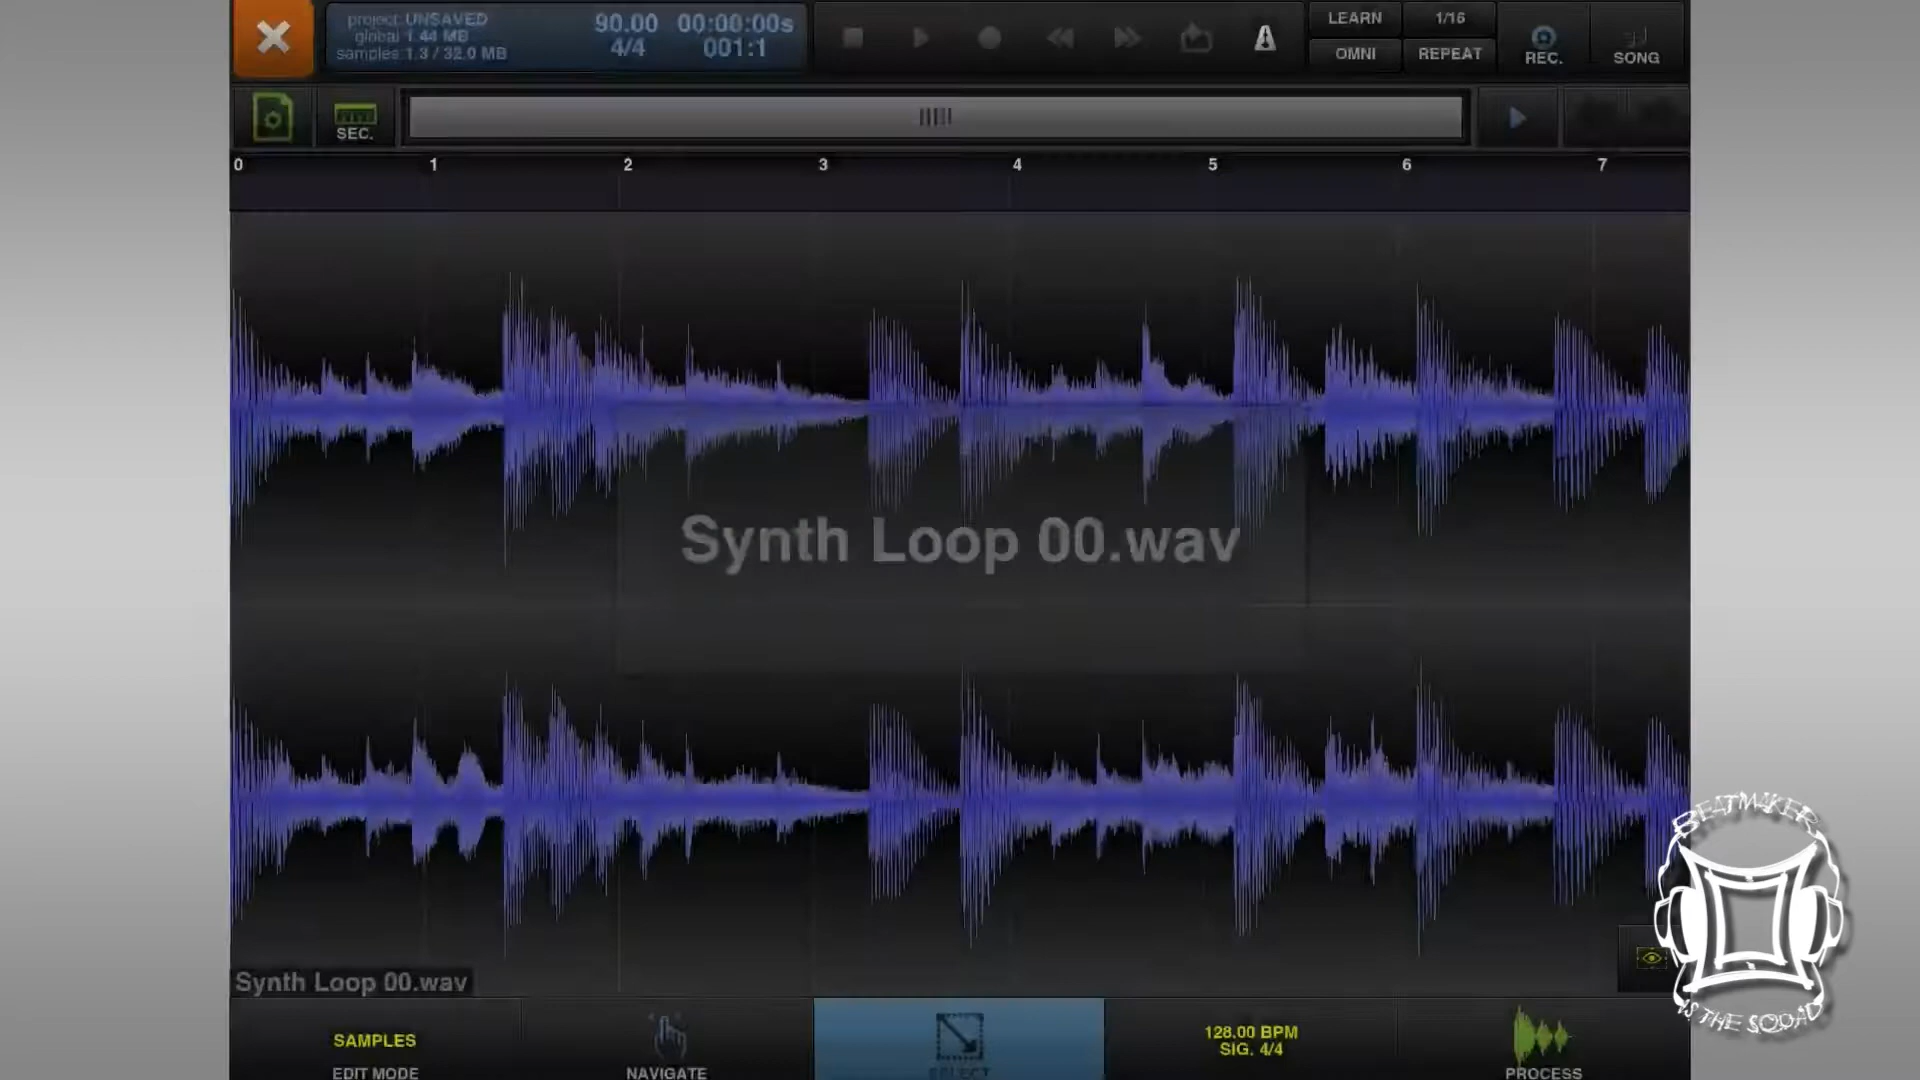 project: UNSAVED
global 1.44 MB
samples: 1.3 / 32.0 MB
90.00 00:00:00s
4/4 001:1
LEARN
OMNI
1/16
REPEAT
REC.
SONG
SEC.
0 1 2 3 4 5 6 7
Synth Loop 00.wav
BEATMAKER
IS THE SQUAD
Synth Loop 00.wav
SAMPLES
EDIT MODE
NAVIGATE
SELECT
128.00 BPM
SIG. 4/4
PROCESS